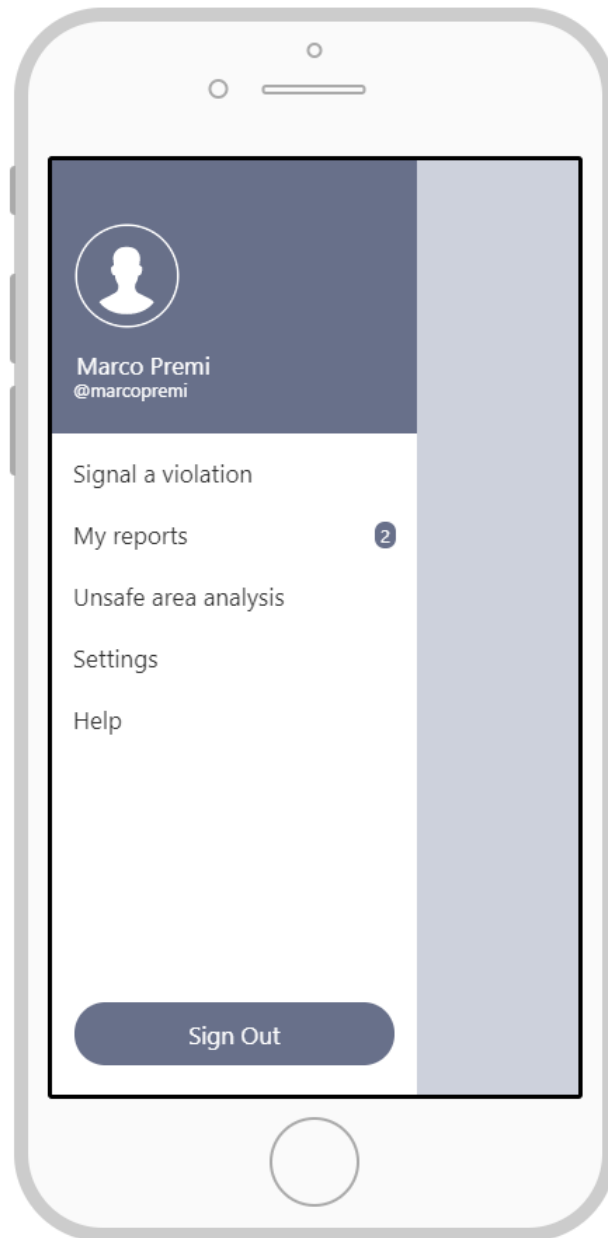 Marco Premi
@marcopremi
Signal a violation
My reports 2
Unsafe area analysis
Settings
Help
Sign Out